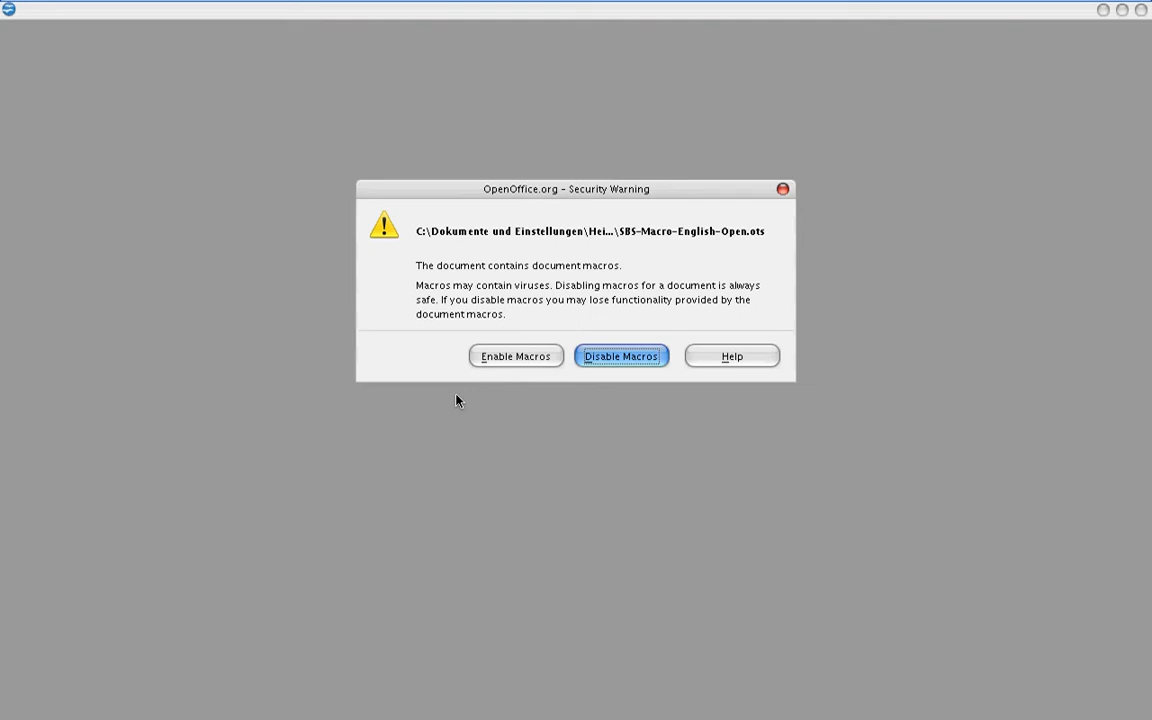 OpenOffice.org - Security Warning
C:\Dokumente und Einstellungen\Hei...\SBS-Macro-English-Open.ots
The document contains document macros.
Macros may contain viruses. Disabling macros for a document is always
safe. If you disable macros you may lose functionality provided by the
document macros.
Enable Macros
Disable Macros
Help